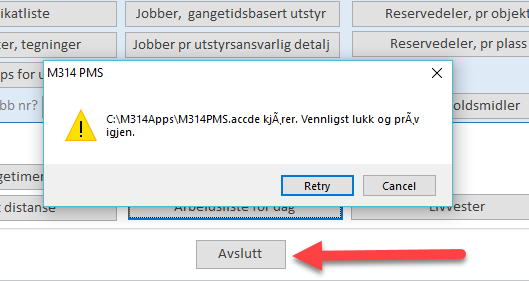 ikatliste
Jobber, gangetidsbasert utstyr
Reservedeler, pr objekt
er, tegninger
Jobber pr utstyrsansvarlig detalj
Reservedeler, pr plass
ps for u
M314 PMS
bb nr?
C:\M314Apps\M314PMS.accde kjÃ¸rer. Vennligst lukk og prÃ¸v
igjen.
oldsmidler
Retry
Cancel
getimer
t distanse
Arbeidsliste for dag
Livvester
Avslutt